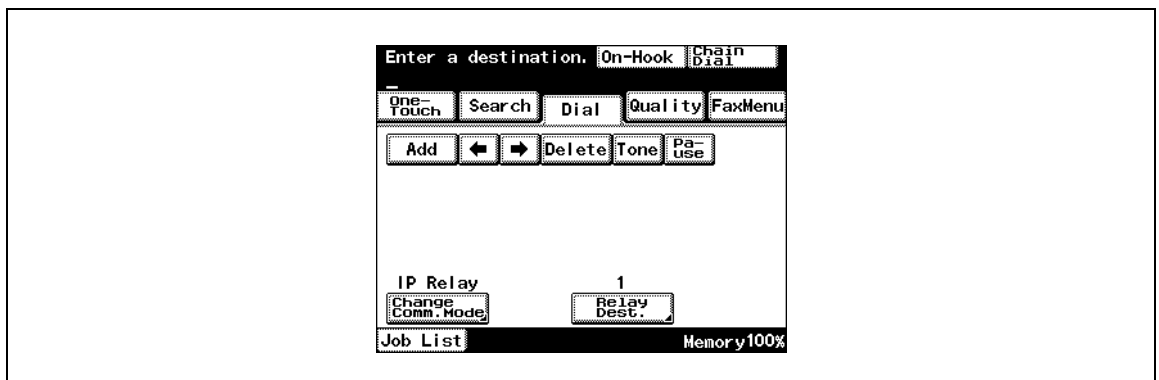 Enter a destination. On-Hook Chain Dial
One-Touch Search Dial Quality FaxMenu
Add Delete Tone Pa-use
IP Relay 1
Change Comm.Mode Relay Dest.
Job List Memory100%